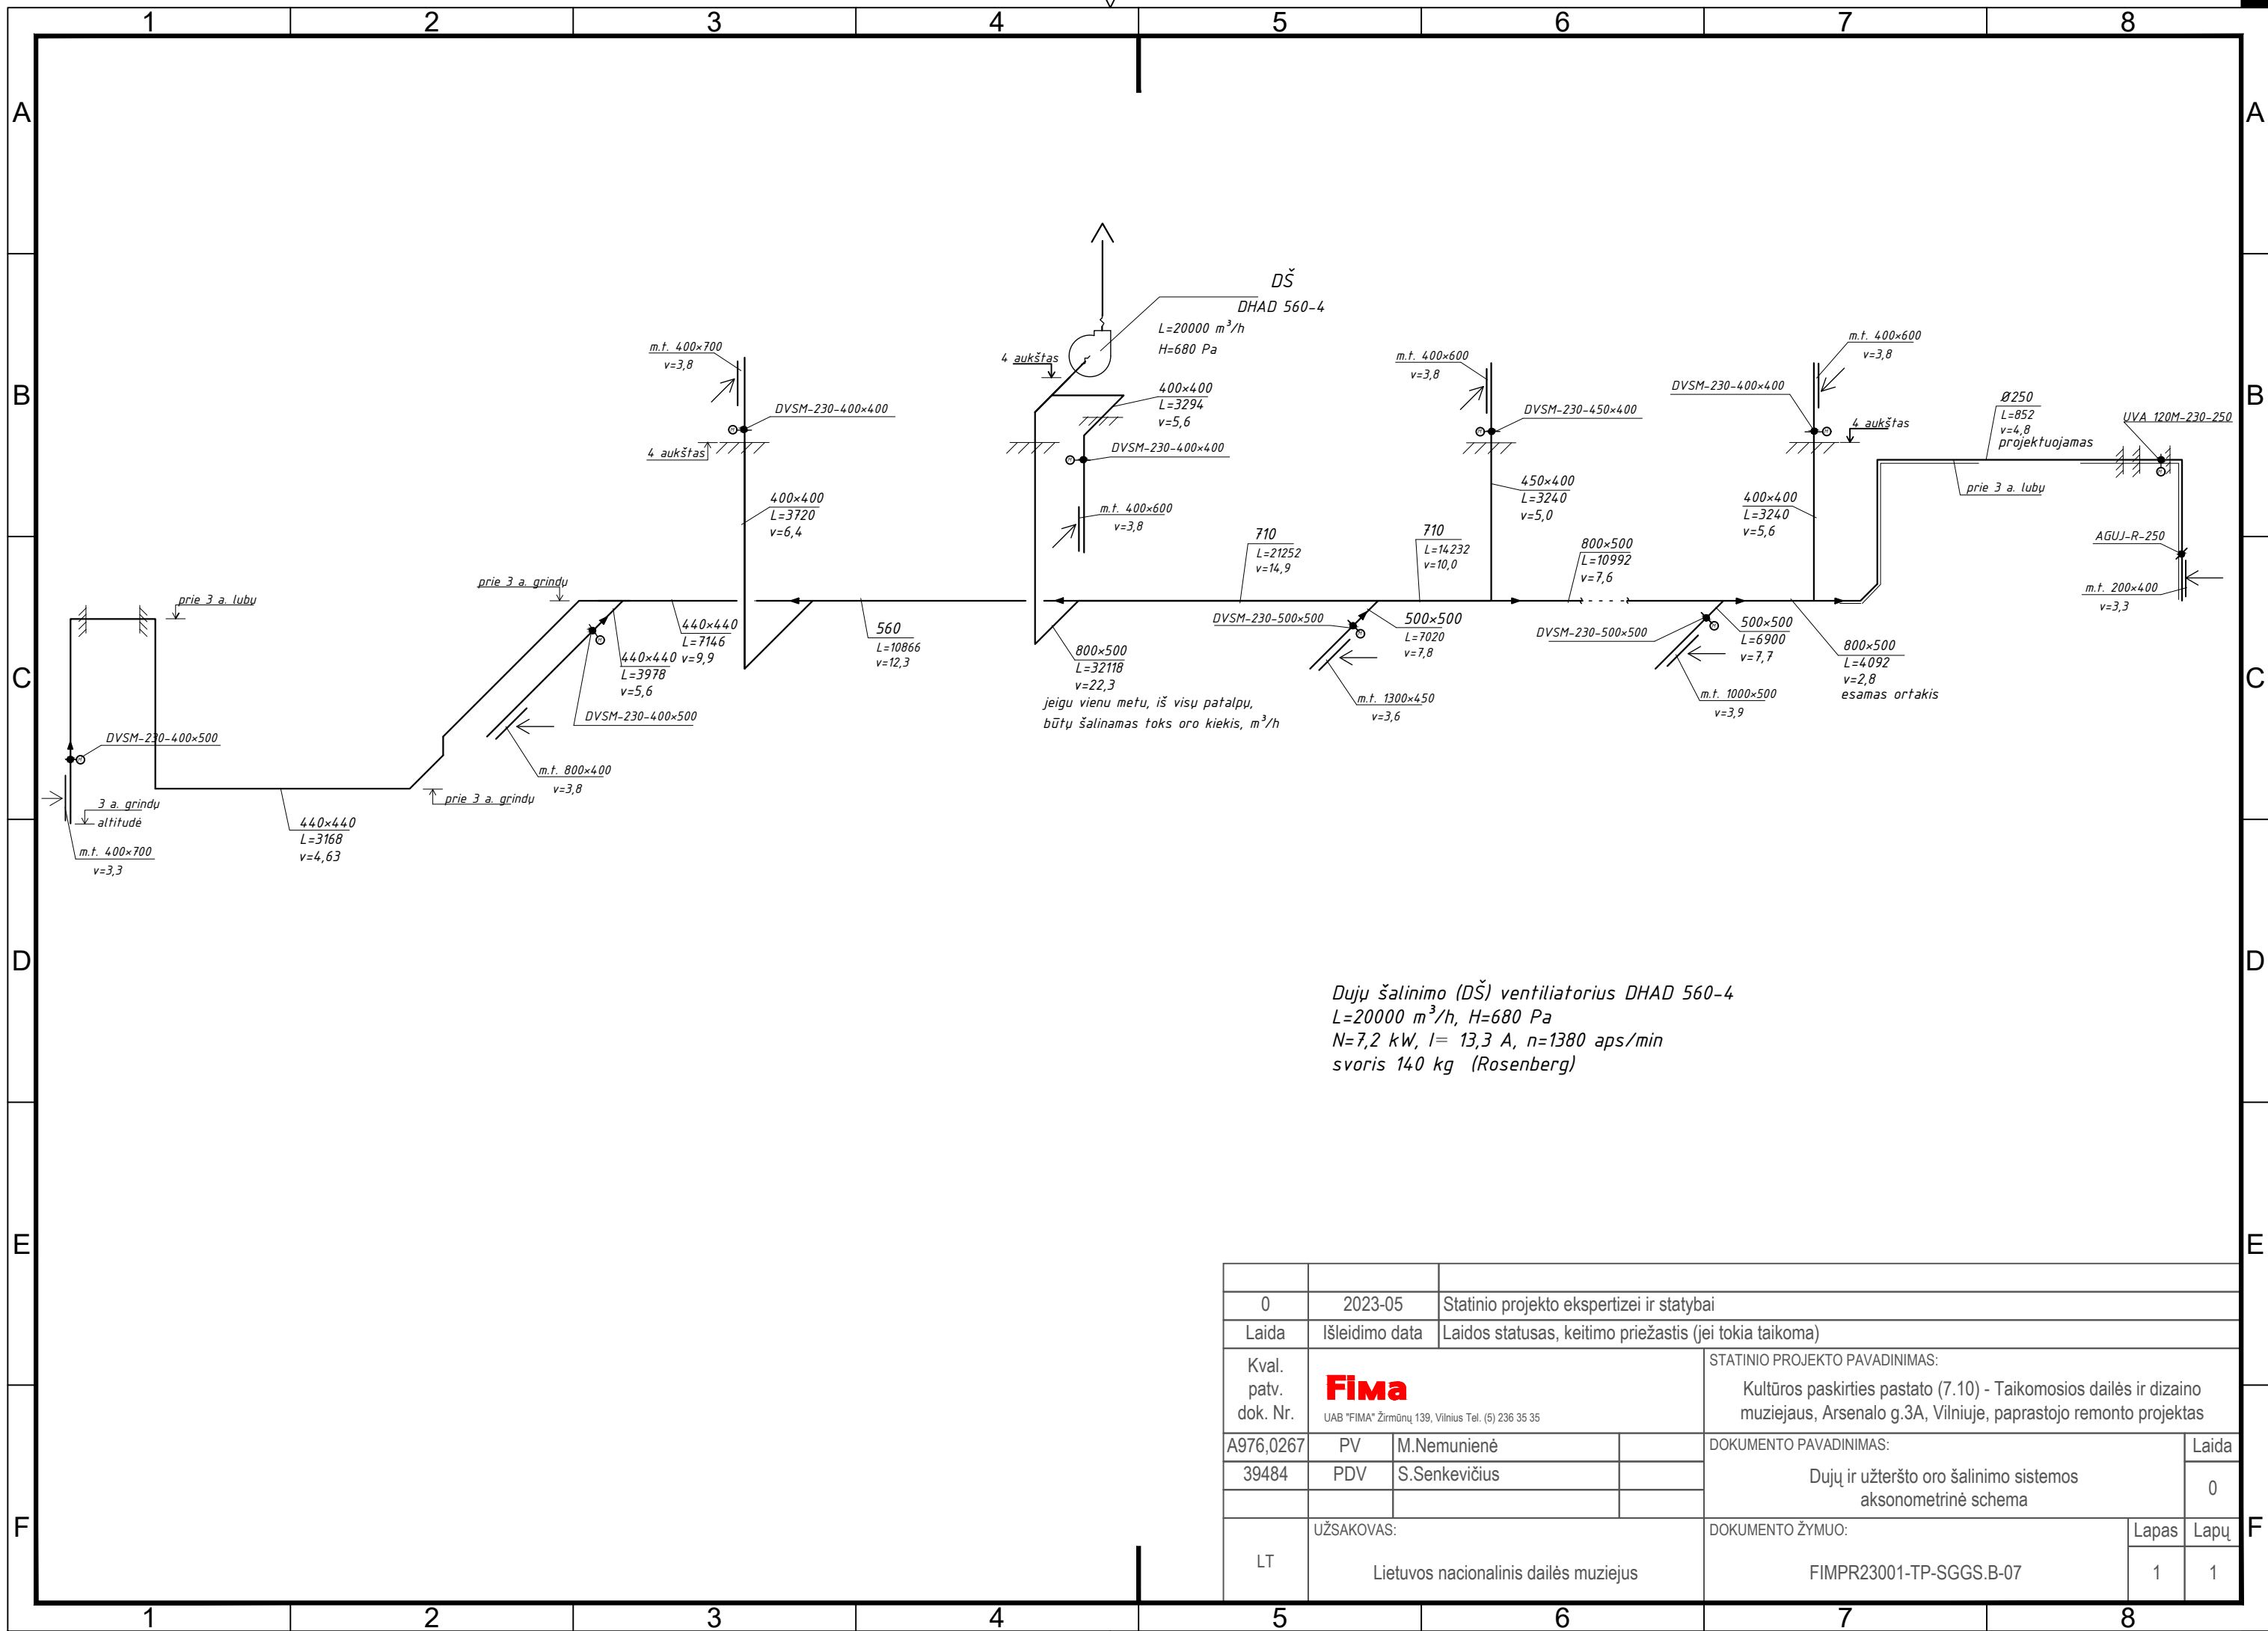 1 2 3 4 5 6 7 8
A A
B B
C C
D D
E E
F F
DŠ
DHAD 560-4
L=20000 m³/h
H=680 Pa
4 aukštas
400×400
L=3294
v=5,6
DVSM-230-400×400
m.t. 400×600
v=3,8
m.t. 400×700
v=3,8
DVSM-230-400×400
4 aukštas
400×400
L=3720
v=6,4
m.t. 400×600
v=3,8
DVSM-230-450×400
450×400
L=3240
v=5,0
m.t. 400×600
v=3,8
DVSM-230-400×400
4 aukštas
400×400
L=3240
v=5,6
Ø250
L=852
v=4,8
projektuojamas
UVA 120M-230-250
prie 3 a. lubų
AGUJ-R-250
m.t. 200×400
v=3,3
prie 3 a. lubų
DVSM-230-400×500
3 a. grindų
altitudė
m.t. 400×700
v=3,3
440×440
L=3168
v=4,63
prie 3 a. grindų
prie 3 a. grindų
440×440
L=7146
v=9,9
440×440
L=3978
v=5,6
DVSM-230-400×500
m.t. 800×400
v=3,8
560
L=10866
v=12,3
800×500
L=32118
v=22,3
jeigu vienu metu, iš visų patalpų,
būtų šalinamas toks oro kiekis, m³/h
710
L=21252
v=14,9
710
L=14232
v=10,0
DVSM-230-500×500
500×500
L=7020
v=7,8
m.t. 1300×450
v=3,6
800×500
L=10992
v=7,6
DVSM-230-500×500
500×500
L=6900
v=7,7
m.t. 1000×500
v=3,9
800×500
L=4092
v=2,8
esamas ortakis
Dujų šalinimo (DŠ) ventiliatorius DHAD 560-4
L=20000 m³/h, H=680 Pa
N=7,2 kW, I= 13,3 A, n=1380 aps/min
svoris 140 kg (Rosenberg)
0 2023-05 Statinio projekto ekspertizei ir statybai
Laida Išleidimo data Laidos statusas, keitimo priežastis (jei tokia taikoma)
Kval.
patv.
dok. Nr.
Fima
UAB "FIMA" Žirmūnų 139, Vilnius Tel. (5) 236 35 35
STATINIO PROJEKTO PAVADINIMAS:
Kultūros paskirties pastato (7.10) - Taikomosios dailės ir dizaino
muziejaus, Arsenalo g.3A, Vilniuje, paprastojo remonto projektas
A976,0267 PV M.Nemunienė
39484 PDV S.Senkevičius
DOKUMENTO PAVADINIMAS:
Dujų ir užteršto oro šalinimo sistemos
aksonometrinė schema
Laida
0
LT
UŽSAKOVAS:
Lietuvos nacionalinis dailės muziejus
DOKUMENTO ŽYMUO:
FIMPR23001-TP-SGGS.B-07
Lapas Lapų
1 1
1 2 3 4 5 6 7 8